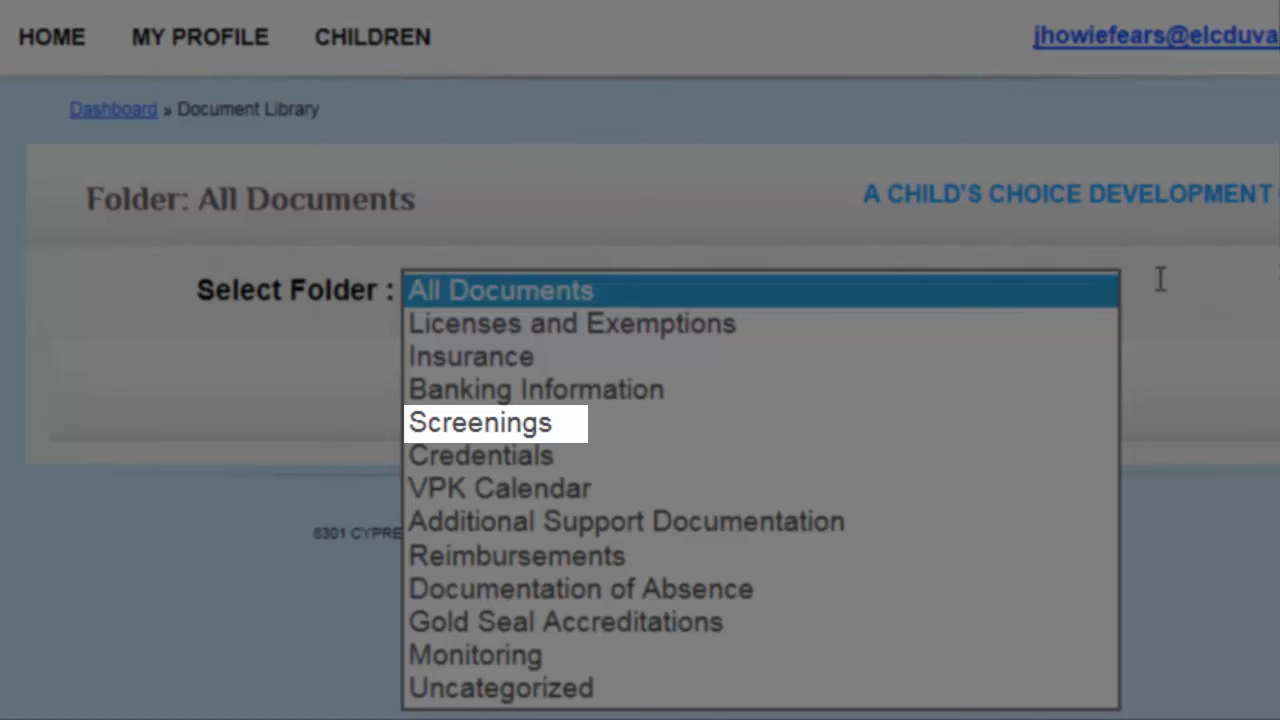 HOME MY PROFILE CHILDREN jhowiefears@elcduva
Dashboard » Document Library
Folder: All Documents A CHILD'S CHOICE DEVELOPMENT
Select Folder : All Documents
Licenses and Exemptions
Insurance
Banking Information
Screenings
Credentials
VPK Calendar
Additional Support Documentation
6301 CYPRE
Reimbursements
Documentation of Absence
Gold Seal Accreditations
Monitoring
Uncategorized